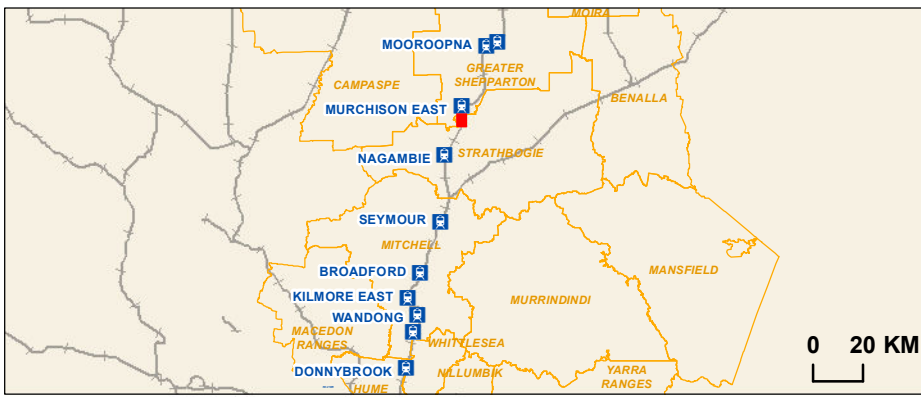 MOIRA
MOOROOPNA
GREATER
SHEPPARTON
CAMPASPE
BENALLA
MURCHISON EAST
NAGAMBIE
STRATHBOGIE
SEYMOUR
MITCHELL
BROADFORD
MANSFIELD
KILMORE EAST
MURRINDINDI
WANDONG
MACEDON
RANGES
WHITTLESEA
0 20 KM
DONNYBROOK
NILLUMBIK
YARRA
RANGES
HUME